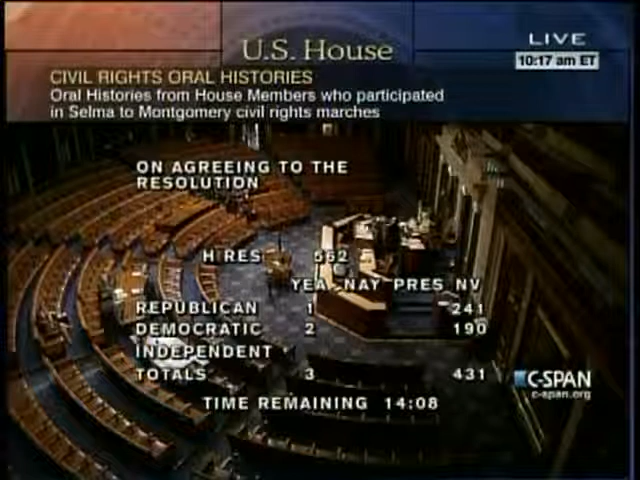 U.S. House
LIVE
10:17 am ET
CIVIL RIGHTS ORAL HISTORIES
Oral Histories from House Members who participated
in Selma to Montgomery civil rights marches
ON AGREEING TO THE
RESOLUTION
H RES 562
YEA NAY PRES NV
REPUBLICAN 1 241
DEMOCRATIC 2 190
INDEPENDENT
TOTALS 3 431
TIME REMAINING 14:08
C-SPAN
c-span.org